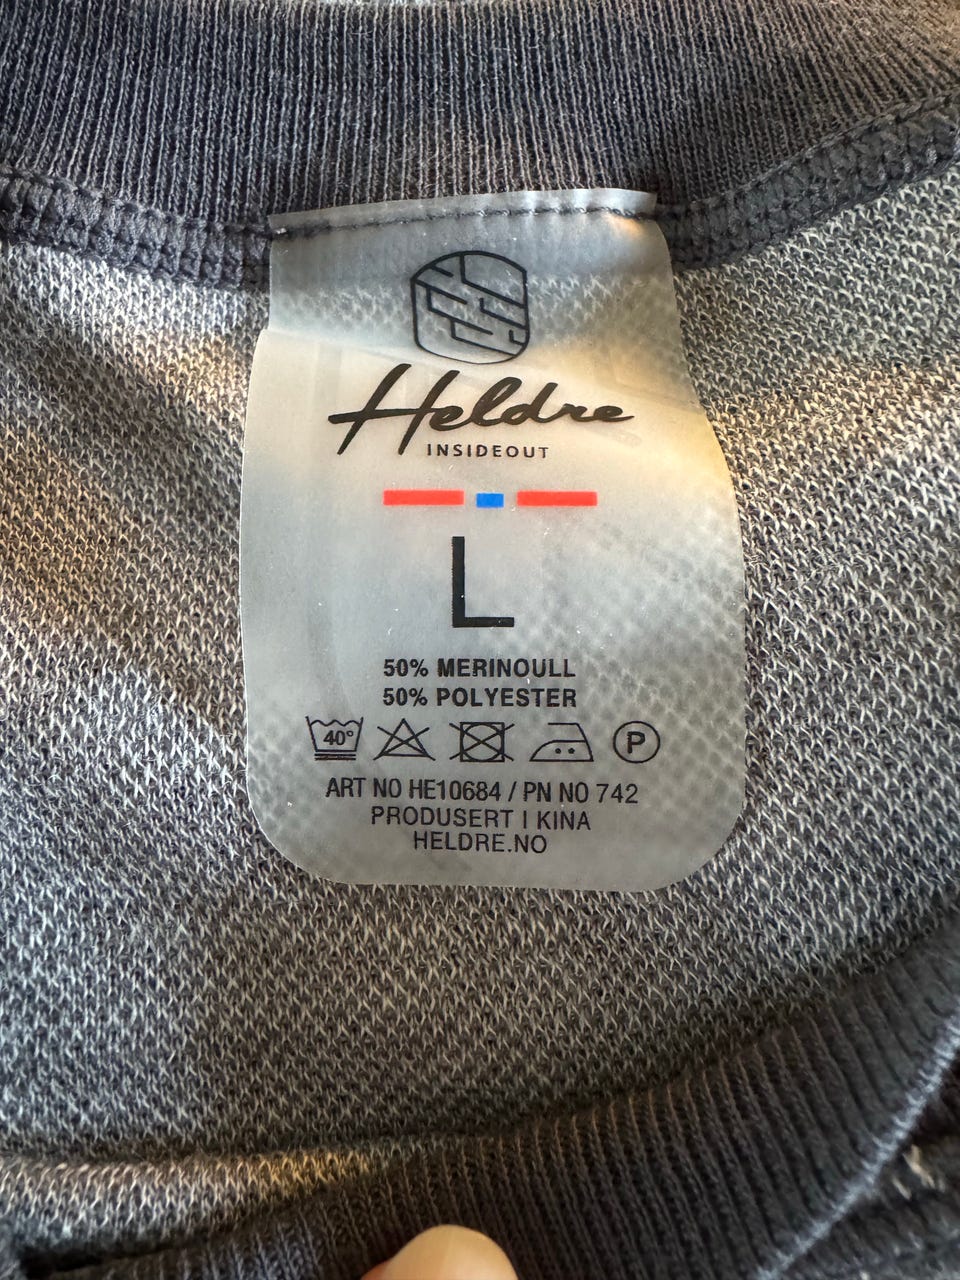 Heldre
INSIDEOUT
L
50% MERINOULL
50% POLYESTER
40° P
ART NO HE10684 / PN NO 742
PRODUSERT I KINA
HELDRE.NO